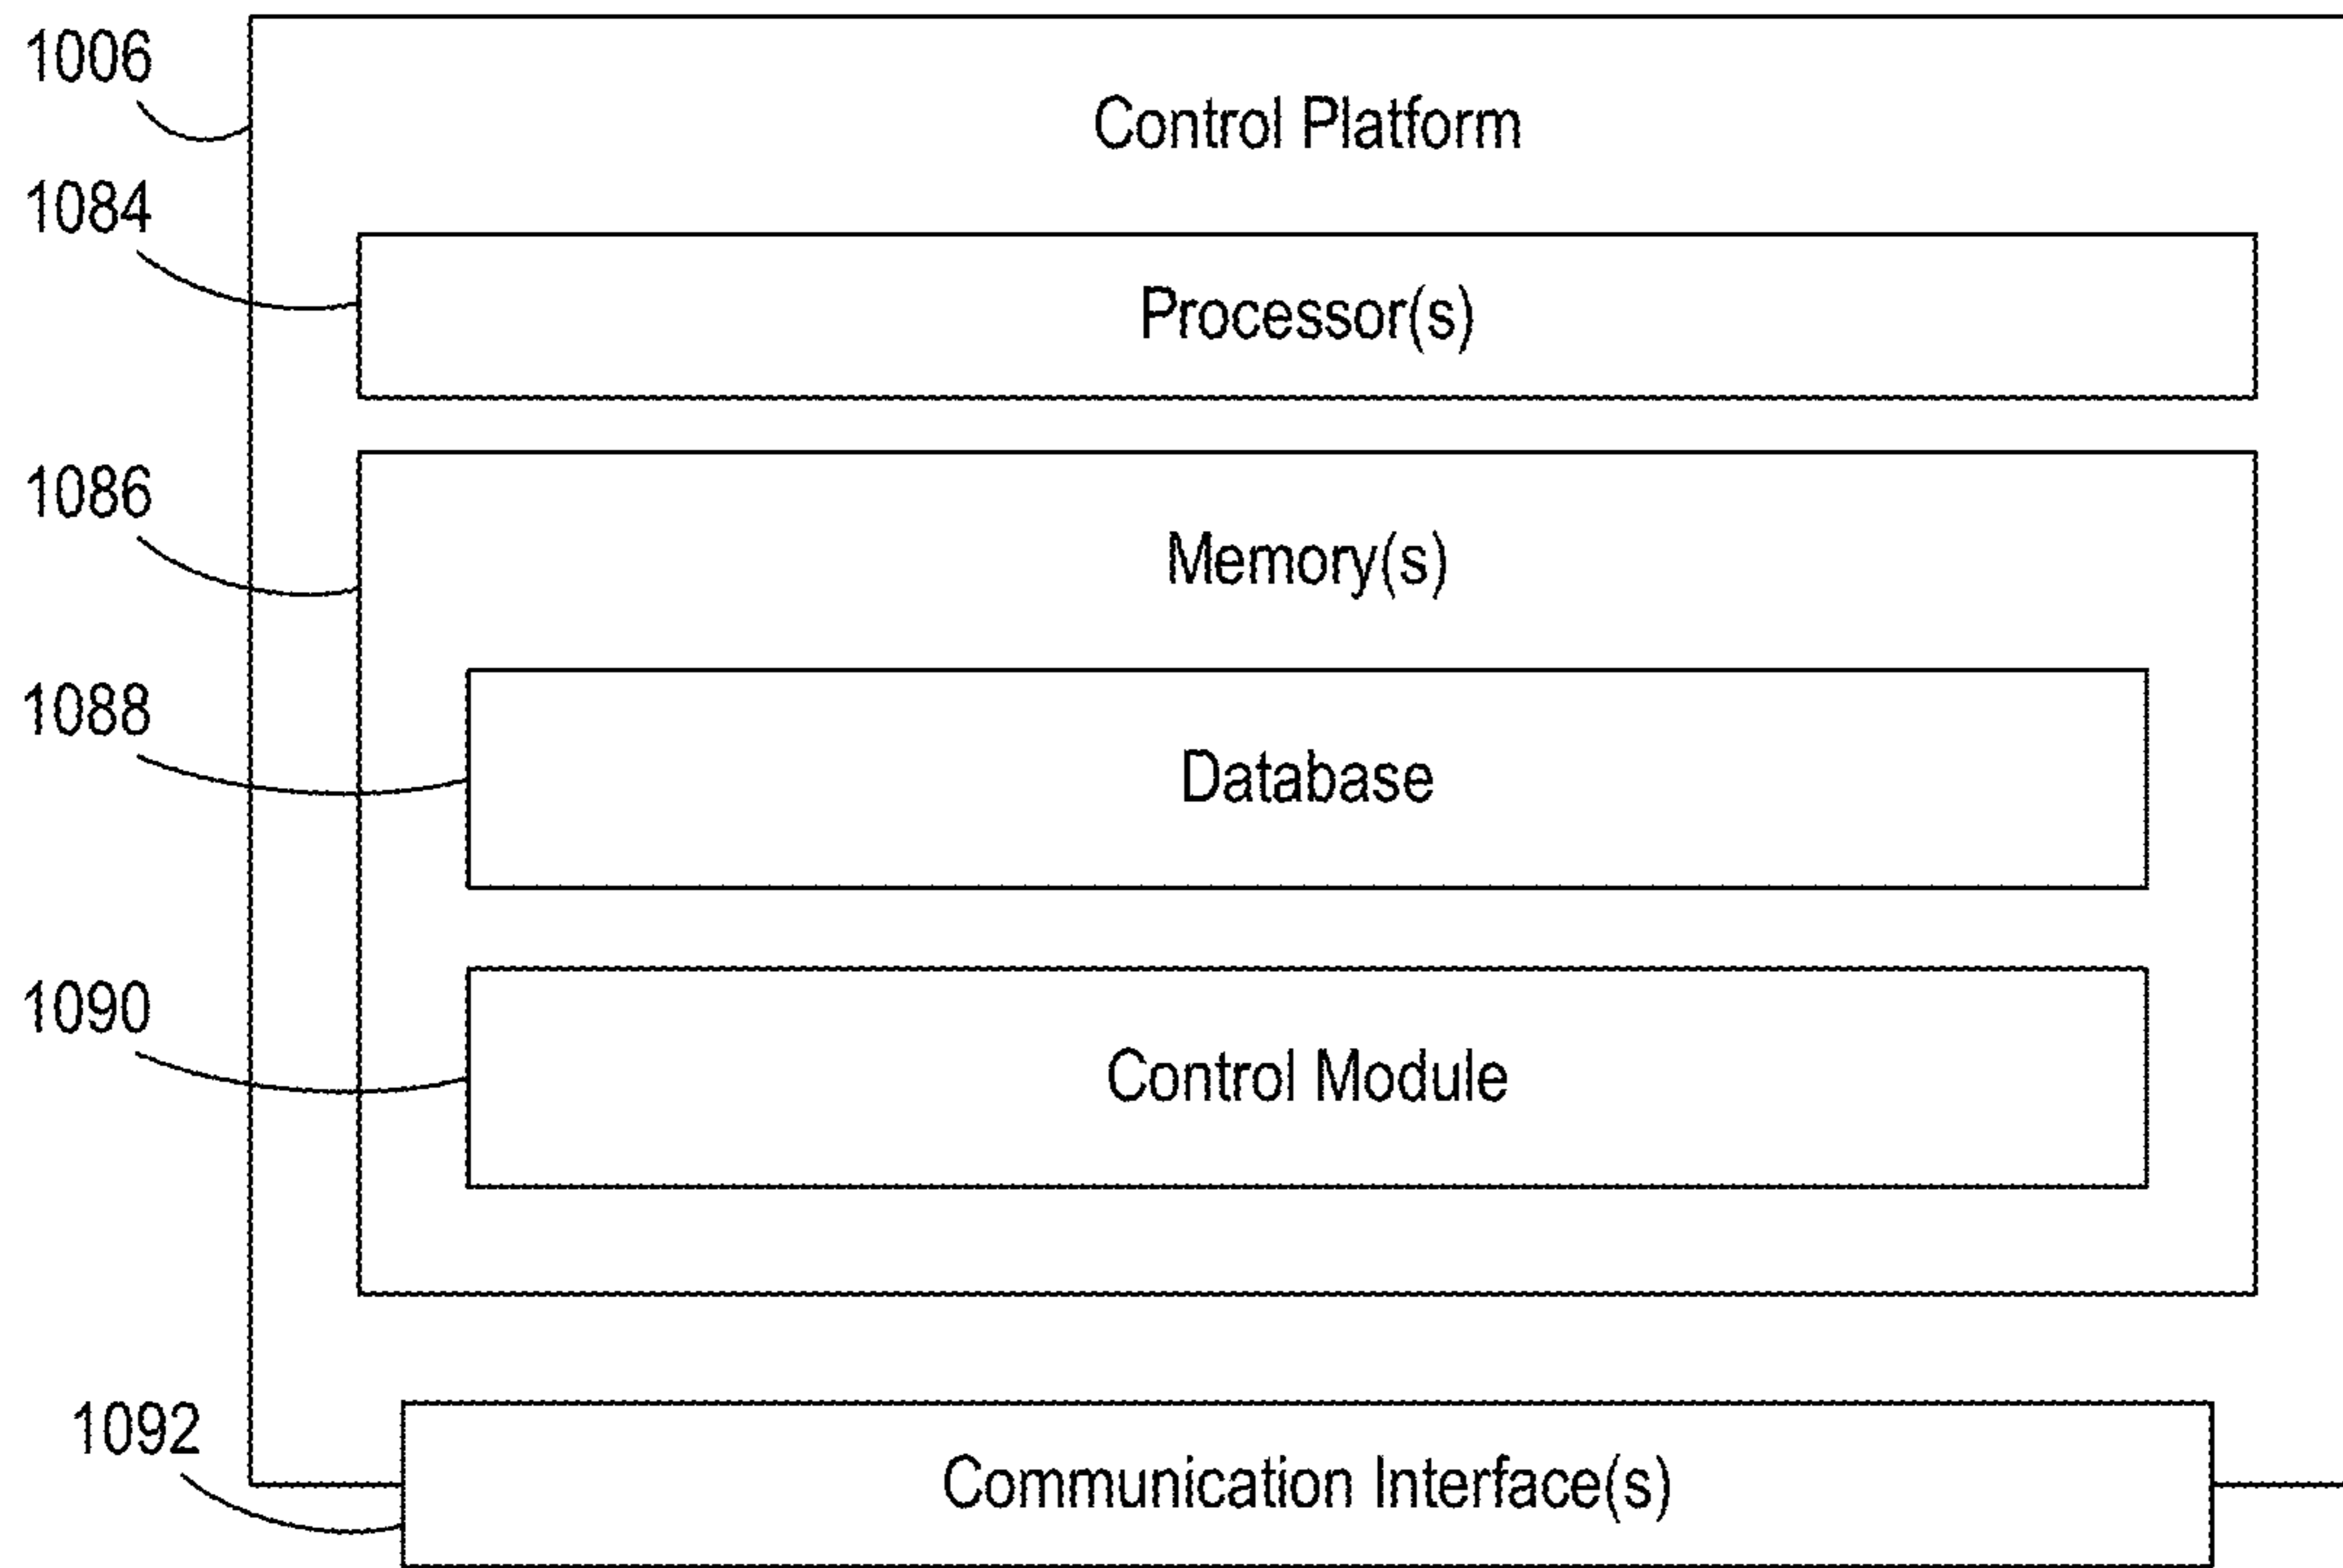 1006
Control Platform
1084
Processor(s)
1086
Memory(s)
1088
Database
1090
Control Module
1092
Communication Interface(s)